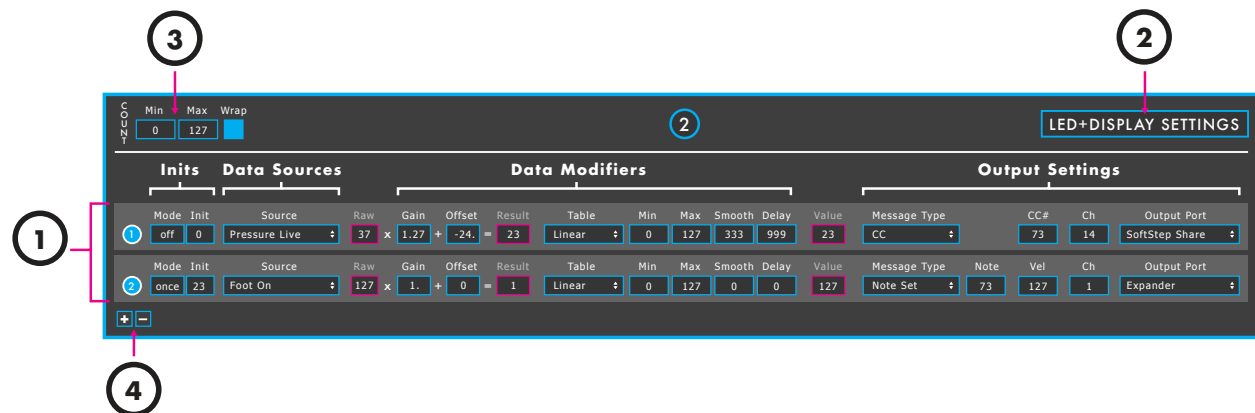 3
2
COUNT
Min Max Wrap
0 127
2
LED+DISPLAY SETTINGS
Inits Data Sources Data Modifiers Output Settings
1
Mode Init Source Raw Gain Offset Result Table Min Max Smooth Delay Value Message Type CC# Ch Output Port
1 off 0 Pressure Live 37 x 1.27 + -24. = 23 Linear 0 127 333 999 23 CC 73 14 SoftStep Share
Mode Init Source Raw Gain Offset Result Table Min Max Smooth Delay Value Message Type Note Vel Ch Output Port
2 once 23 Foot On 127 x 1. + 0 = 1 Linear 0 127 0 0 127 Note Set 73 127 1 Expander
+ −
4